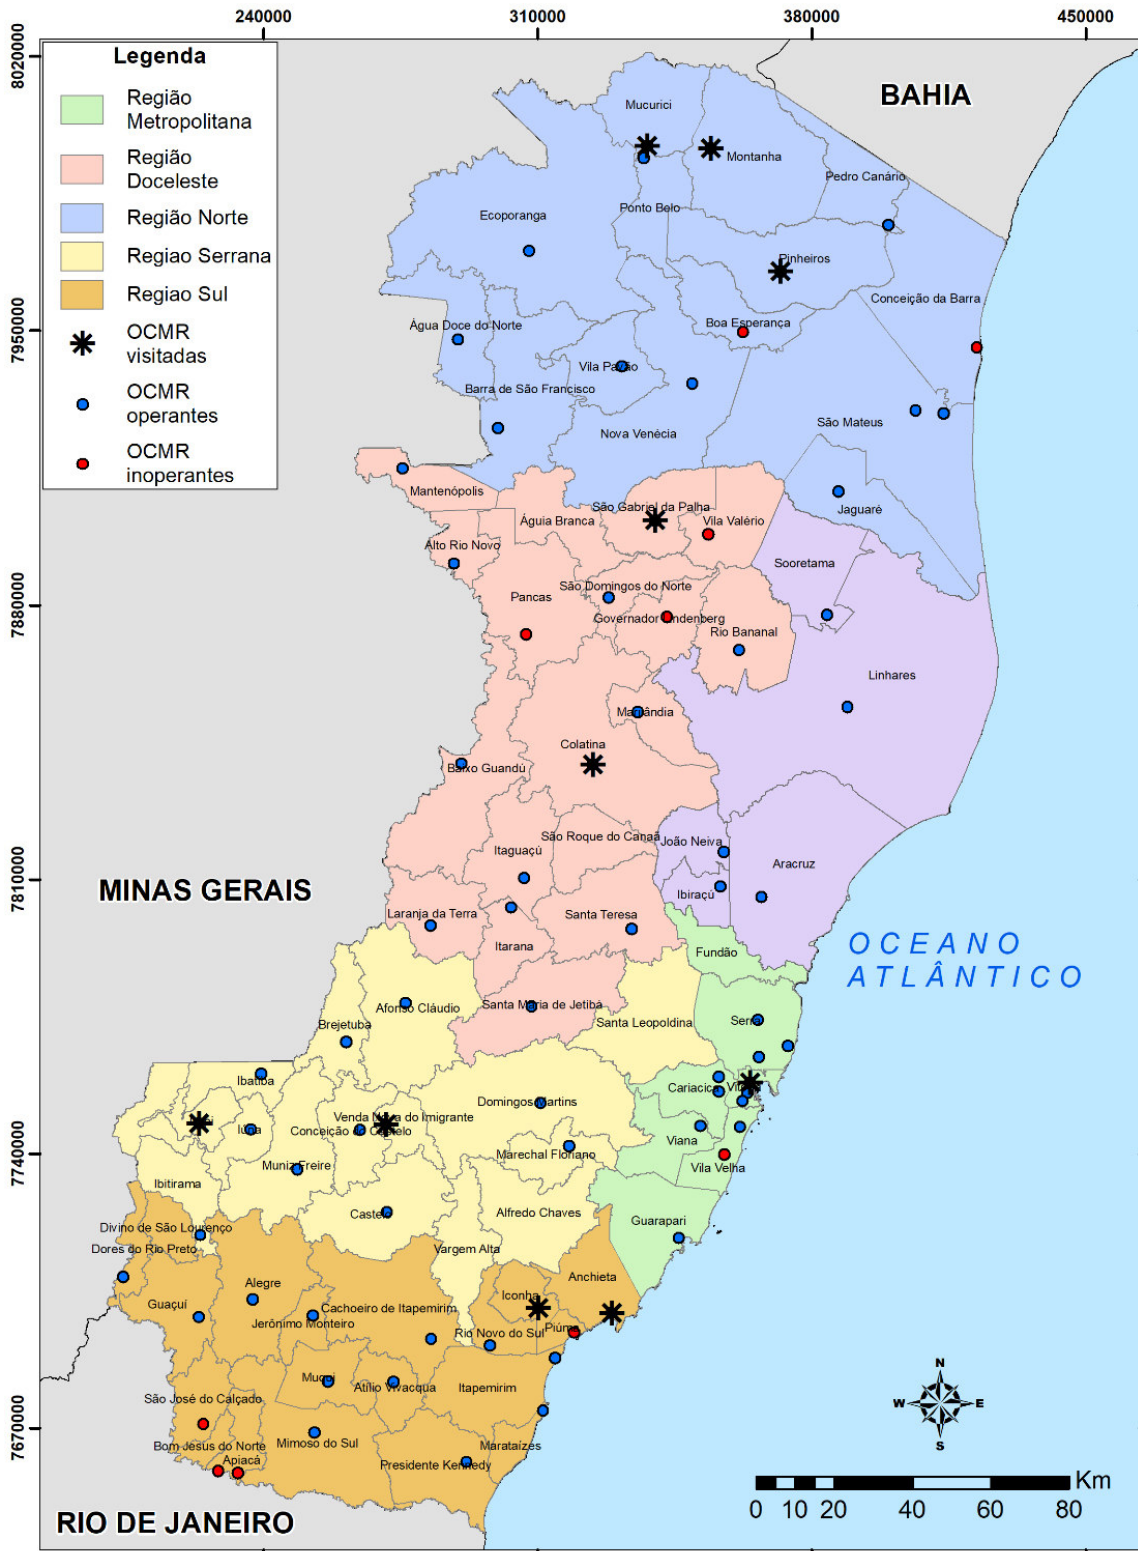 240000
310000
380000
450000
8020000
7950000
7880000
7810000
7740000
7670000
Legenda
Região
Metropolitana
Região
Doceleste
Região Norte
Regiao Serrana
Regiao Sul
OCMR
visitadas
OCMR
operantes
OCMR
inoperantes
BAHIA
MINAS GERAIS
RIO DE JANEIRO
OCEANO
ATLÂNTICO
Mucurici
Montanha
Pedro Canário
Ponto Belo
Ecoporanga
Pinheiros
Conceição da Barra
Boa Esperança
Água Doce do Norte
Vila Pavão
Barra de São Francisco
Nova Venécia
São Mateus
Jaguaré
Mantenópolis
Águia Branca
São Gabriel da Palha
Vila Valério
Alto Rio Novo
Sooretama
Pancas
São Domingos do Norte
Governador Lindenberg
Rio Bananal
Linhares
Marilândia
Colatina
Baixo Guandú
São Roque do Canaã
João Neiva
Itaguaçú
Aracruz
Ibiraçú
Laranja da Terra
Santa Teresa
Itarana
Fundão
Santa Maria de Jetibá
Afonso Cláudio
Santa Leopoldina
Serra
Brejetuba
Ibatiba
Cariacica
Vitória
Domingos Martins
Venda Nova do Imigrante
Iúna
Conceição do Castelo
Viana
Marechal Floriano
Muniz Freire
Vila Velha
Ibitirama
Castelo
Alfredo Chaves
Guarapari
Divino de São Lourenço
Dores do Rio Preto
Vargem Alta
Anchieta
Alegre
Iconha
Guaçuí
Cachoeiro de Itapemirim
Jerônimo Monteiro
Piúma
Rio Novo do Sul
Muqui
Atílio Vivacqua
Itapemirim
São José do Calçado
Bom Jesus do Norte
Mimoso do Sul
Marataízes
Apiacá
Presidente Kennedy
N
W
E
S
Km
0 10 20 40 60 80